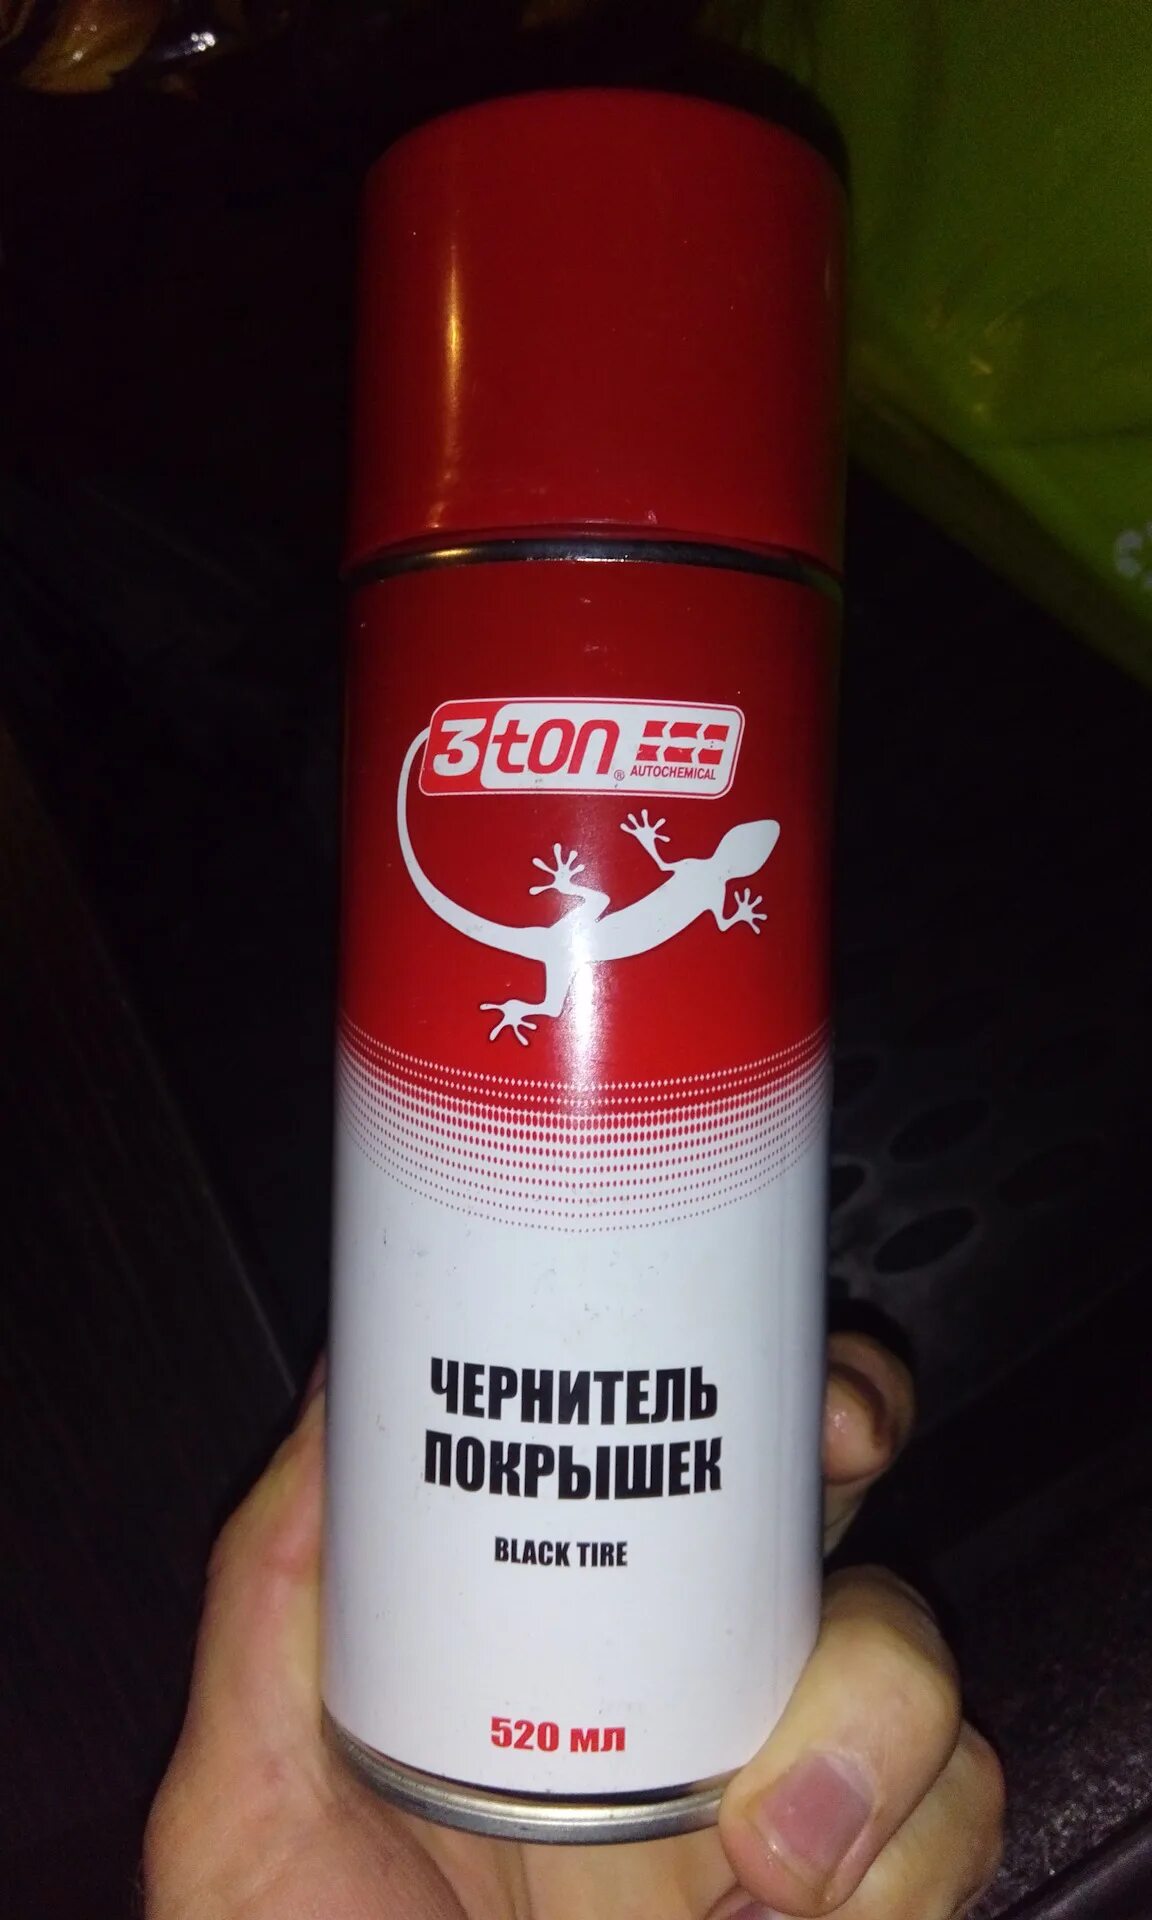 3ton ®
AUTOCHEMICAL
ЧЕРНИТЕЛЬ
ПОКРЫШЕК
BLACK TIRE
520 мл